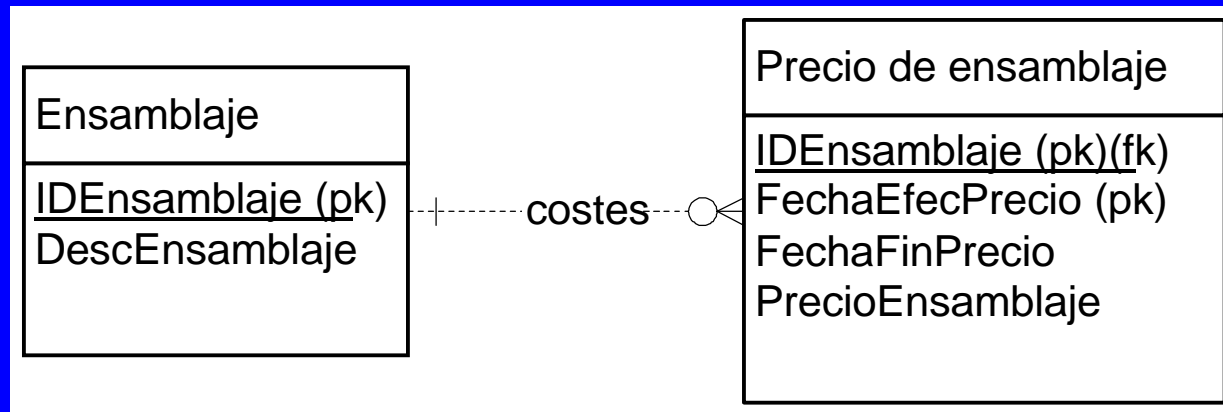 Ensamblaje
IDEnsamblaje (pk)
DescEnsamblaje
costes
Precio de ensamblaje
IDEnsamblaje (pk)(fk)
FechaEfecPrecio (pk)
FechaFinPrecio
PrecioEnsamblaje